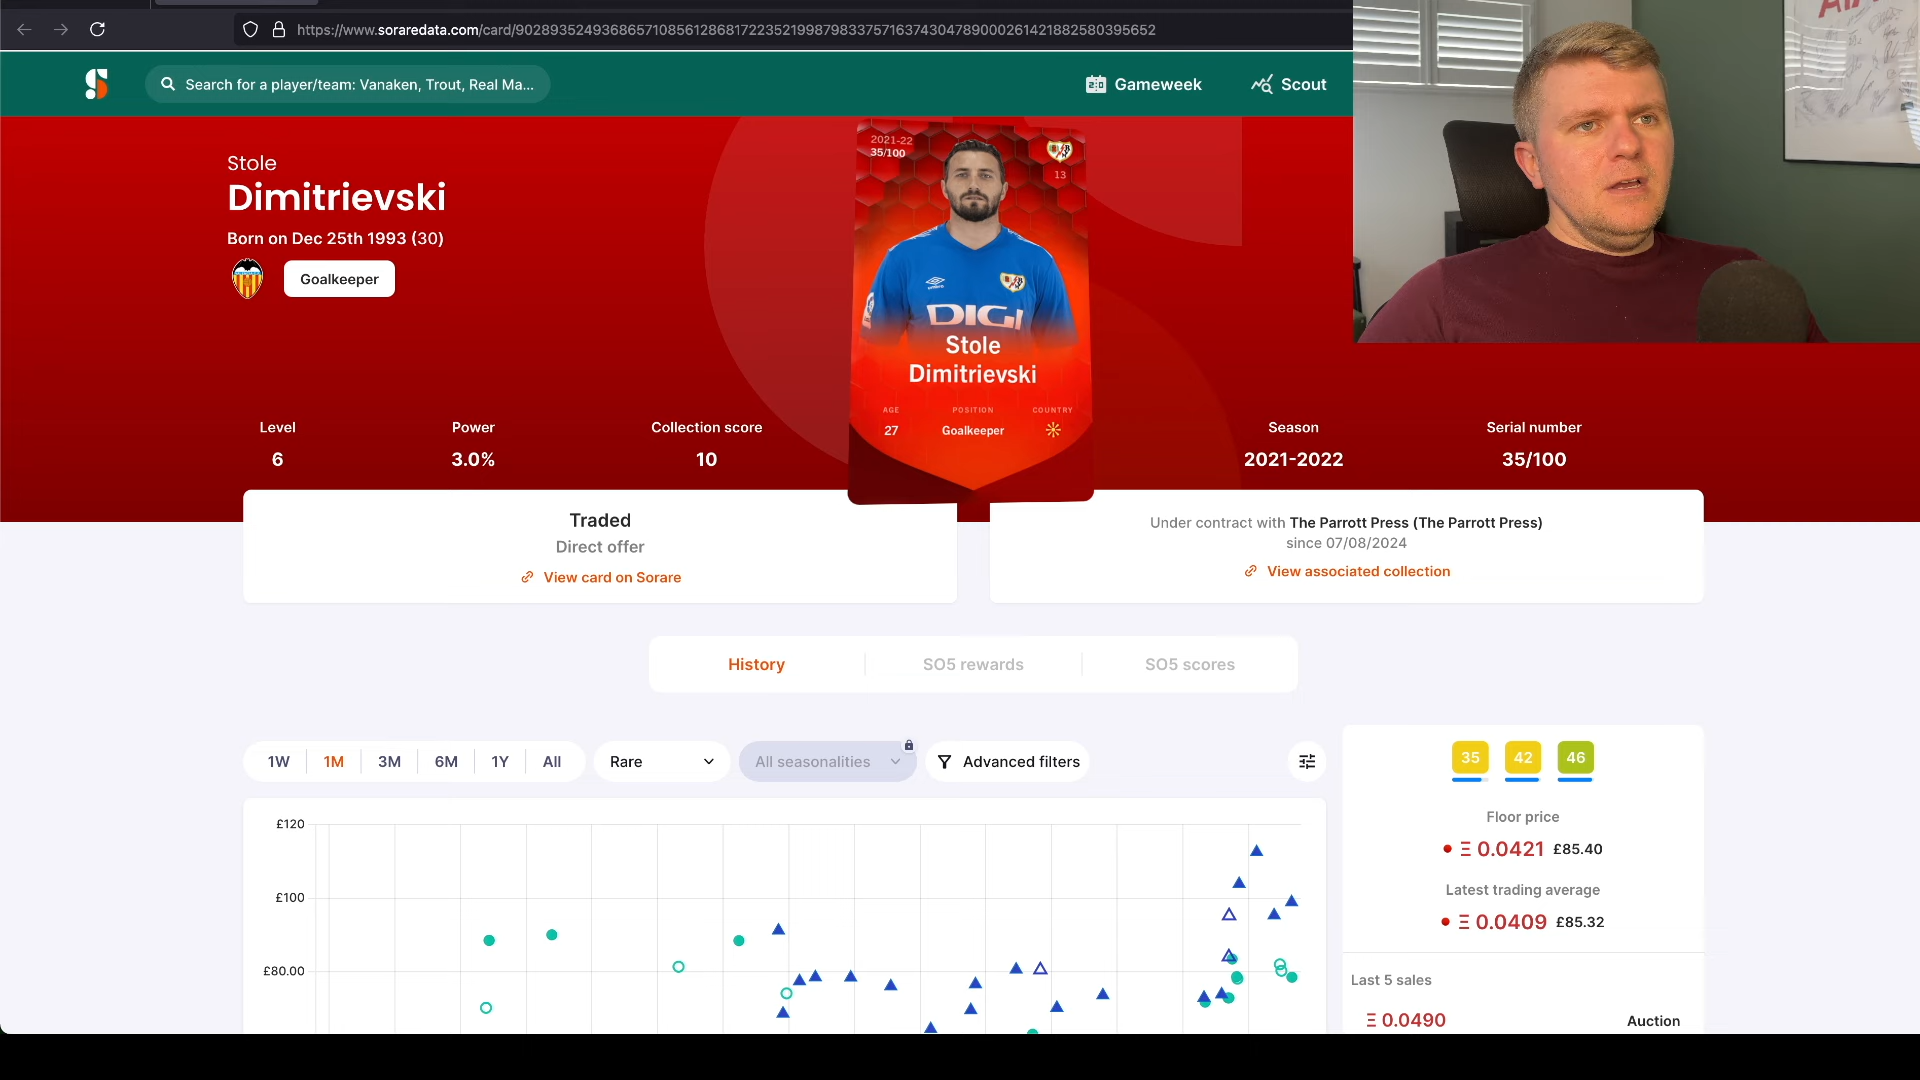 https://www.soraredata.com/card/90289352493686571085612868172235219987983375716374304789000261421882580395652
Search for a player/team: Vanaken, Trout, Real Ma...
Gameweek
Scout
Stole
Dimitrievski
Born on Dec 25th 1993 (30)
Goalkeeper
2021-22
35/100
13
DIGI
Stole
Dimitrievski
AGE
POSITION
COUNTRY
27
Goalkeeper
Level
Power
Collection score
Season
Serial number
6
3.0%
10
2021-2022
35/100
Traded
Direct offer
View card on Sorare
Under contract with The Parrott Press (The Parrott Press)
since 07/08/2024
View associated collection
History
SO5 rewards
SO5 scores
1W
1M
3M
6M
1Y
All
Rare
All seasonalities
Advanced filters
£120
£100
£80.00
35
42
46
Floor price
Ξ 0.0421 £85.40
Latest trading average
Ξ 0.0409 £85.32
Last 5 sales
Ξ 0.0490
Auction